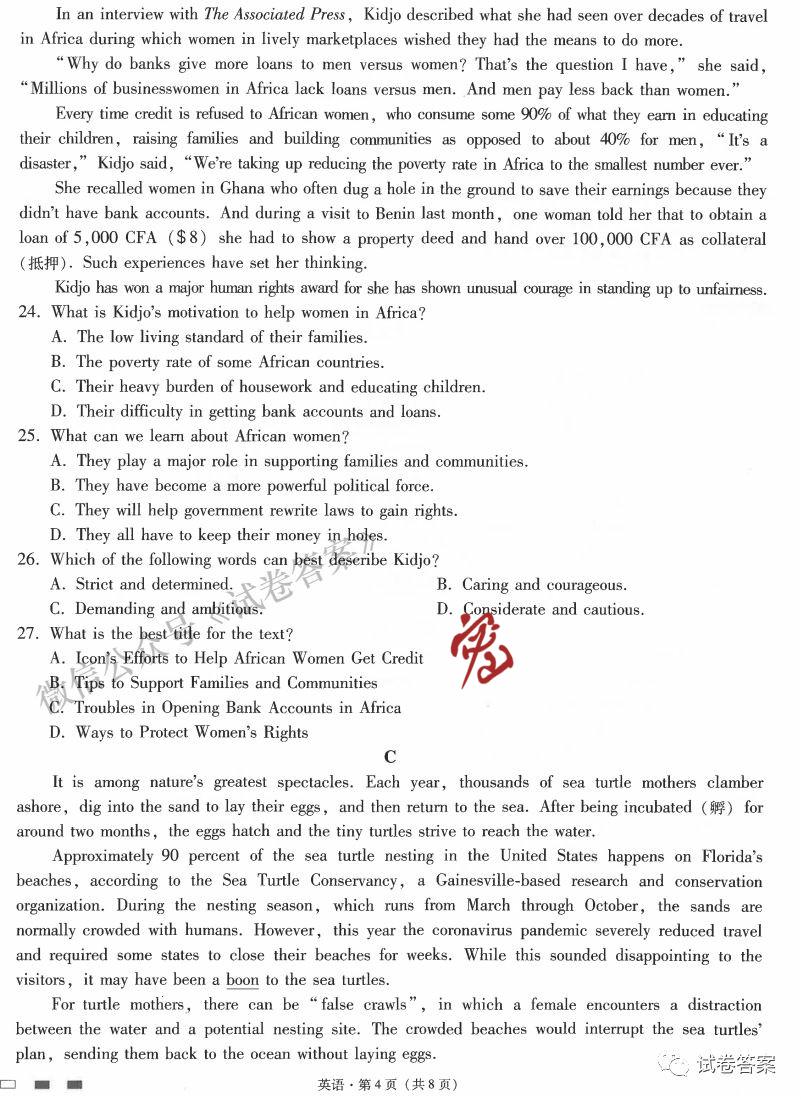 In an interview with The Associated Press, Kidjo described what she had seen over decades of travel
in Africa during which women in lively marketplaces wished they had the means to do more.
"Why do banks give more loans to men versus women? That's the question I have," she said,
"Millions of businesswomen in Africa lack loans versus men. And men pay less back than women."
Every time credit is refused to African women, who consume some 90% of what they earn in educating
their children, raising families and building communities as opposed to about 40% for men, "It's a
disaster," Kidjo said, "We're taking up reducing the poverty rate in Africa to the smallest number ever."
She recalled women in Ghana who often dug a hole in the ground to save their earnings because they
didn't have bank accounts. And during a visit to Benin last month, one woman told her that to obtain a
loan of 5,000 CFA ($8) she had to show a property deed and hand over 100,000 CFA as collateral
(抵押). Such experiences have set her thinking.
Kidjo has won a major human rights award for she has shown unusual courage in standing up to unfairness.
24. What is Kidjo's motivation to help women in Africa?
A. The low living standard of their families.
B. The poverty rate of some African countries.
C. Their heavy burden of housework and educating children.
D. Their difficulty in getting bank accounts and loans.
25. What can we learn about African women?
A. They play a major role in supporting families and communities.
B. They have become a more powerful political force.
C. They will help government rewrite laws to gain rights.
D. They all have to keep their money in holes.
26. Which of the following words can best describe Kidjo?
A. Strict and determined. B. Caring and courageous.
C. Demanding and ambitious. D. Considerate and cautious.
27. What is the best title for the text?
A. Icon's Efforts to Help African Women Get Credit
B. Tips to Support Families and Communities
C. Troubles in Opening Bank Accounts in Africa
D. Ways to Protect Women's Rights
微信公众号《试卷答案》
C
It is among nature's greatest spectacles. Each year, thousands of sea turtle mothers clamber
ashore, dig into the sand to lay their eggs, and then return to the sea. After being incubated (孵) for
around two months, the eggs hatch and the tiny turtles strive to reach the water.
Approximately 90 percent of the sea turtle nesting in the United States happens on Florida's
beaches, according to the Sea Turtle Conservancy, a Gainesville-based research and conservation
organization. During the nesting season, which runs from March through October, the sands are
normally crowded with humans. However, this year the coronavirus pandemic severely reduced travel
and required some states to close their beaches for weeks. While this sounded disappointing to the
visitors, it may have been a boon to the sea turtles.
For turtle mothers, there can be "false crawls", in which a female encounters a distraction
between the water and a potential nesting site. The crowded beaches would interrupt the sea turtles'
plan, sending them back to the ocean without laying eggs.
英语·第4页(共8页)
试卷答案